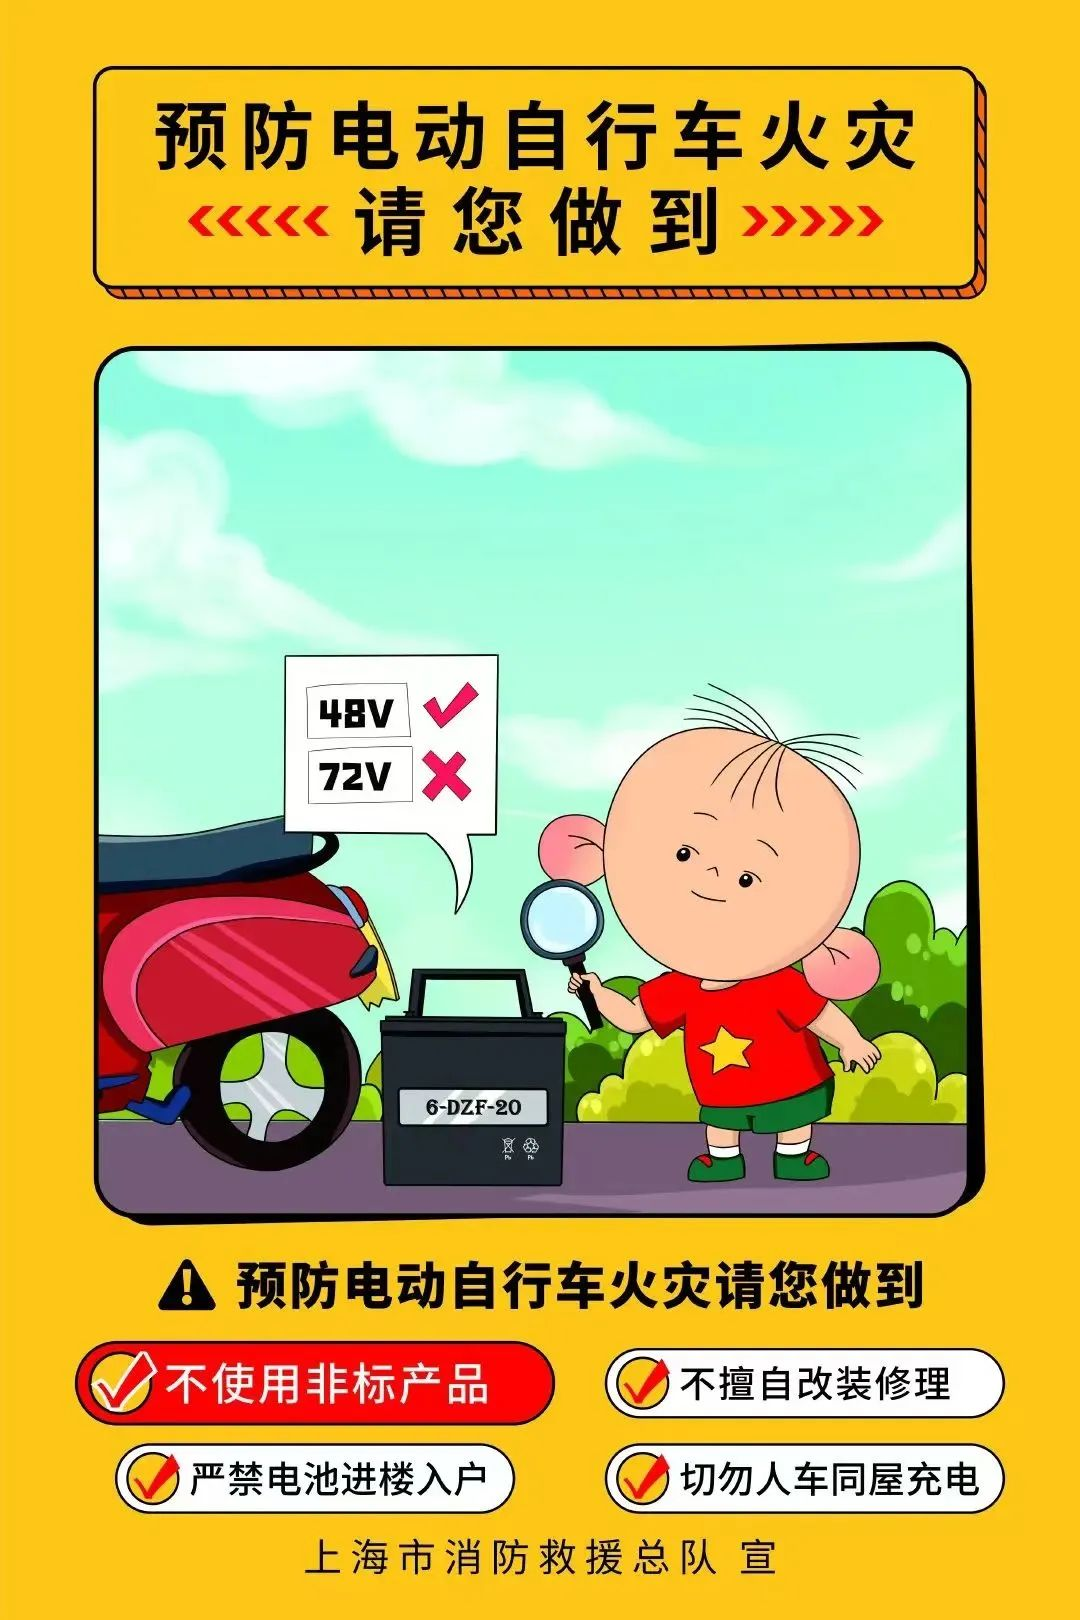 预防电动自行车火灾
请您做到
48V
72V
6-DZF-20
Pb Pb
预防电动自行车火灾请您做到
不使用非标产品
不擅自改装修理
严禁电池进楼入户
切勿人车同屋充电
上海市消防救援总队 宣